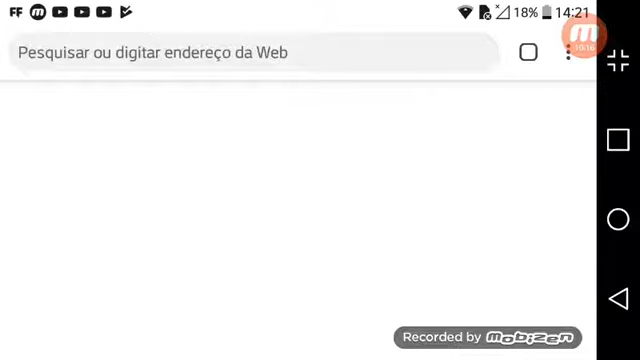 FF 18% 14:21
Pesquisar ou digitar endereço da Web
10:16
Recorded by mobizen